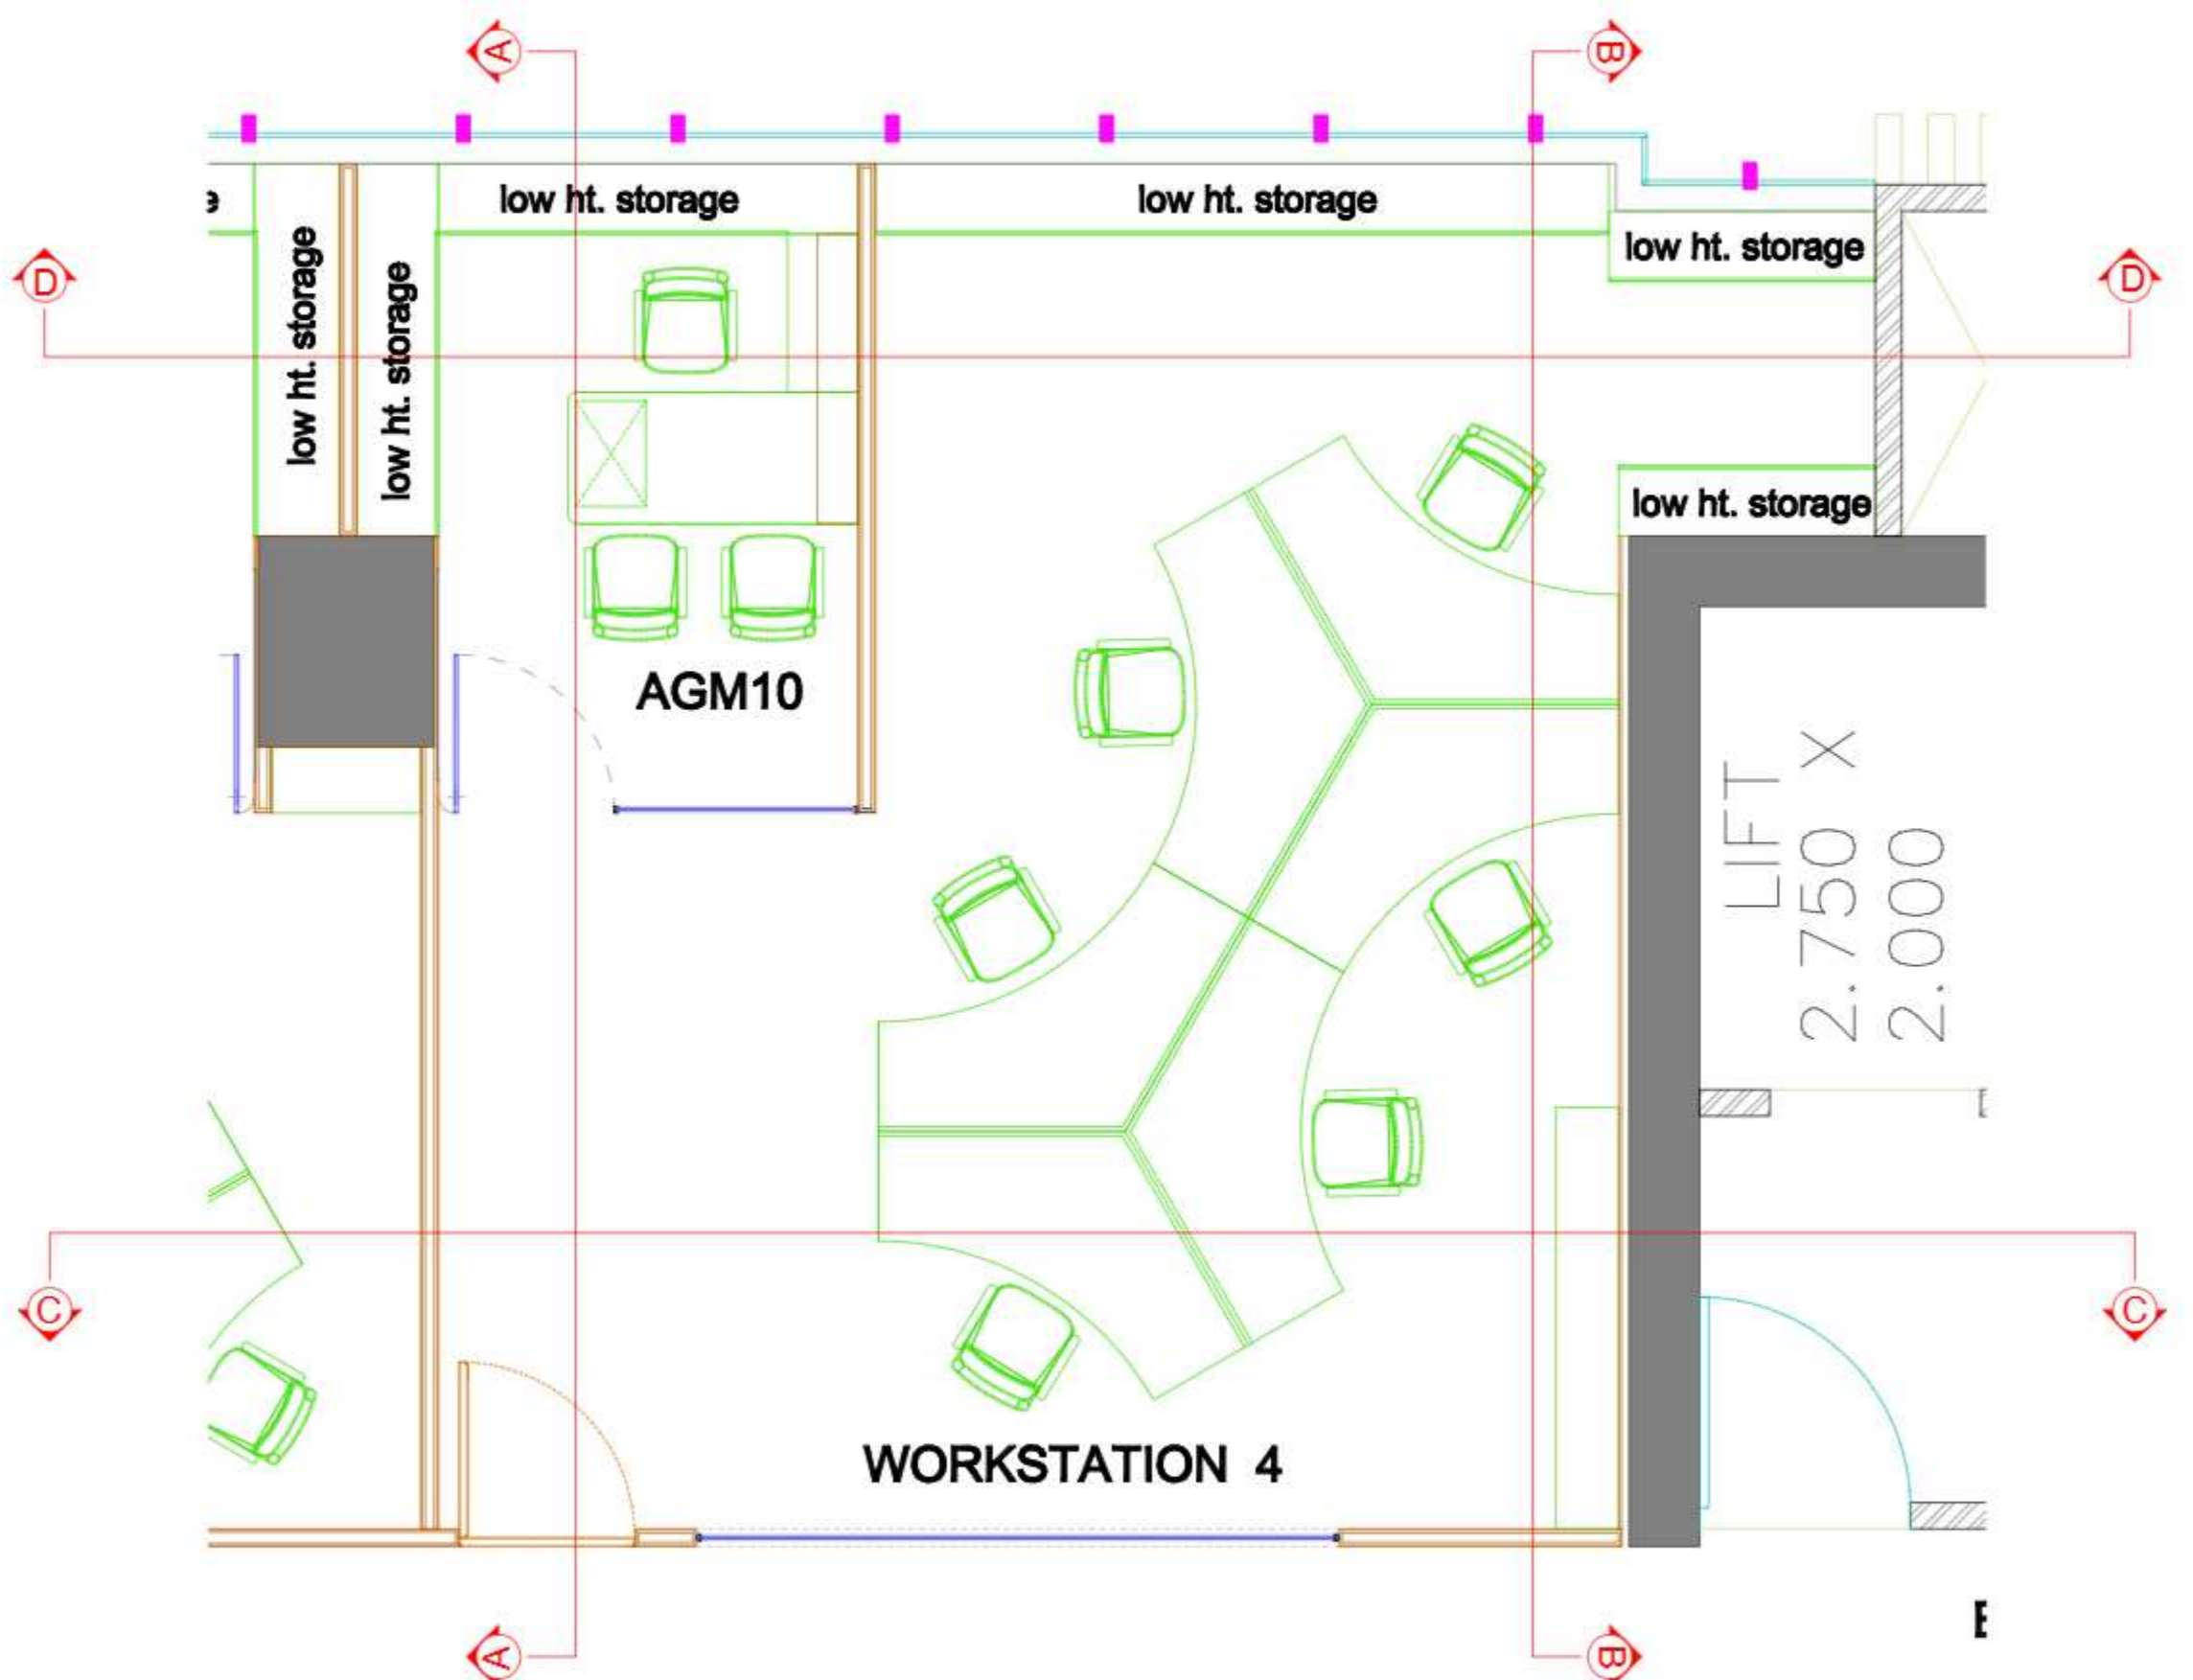 A
B
low ht. storage
low ht. storage
low ht. storage
D
low ht. storage
low ht. storage
D
low ht. storage
AGM10
LIFT
2.750 X
2.000
C
C
WORKSTATION 4
A
B